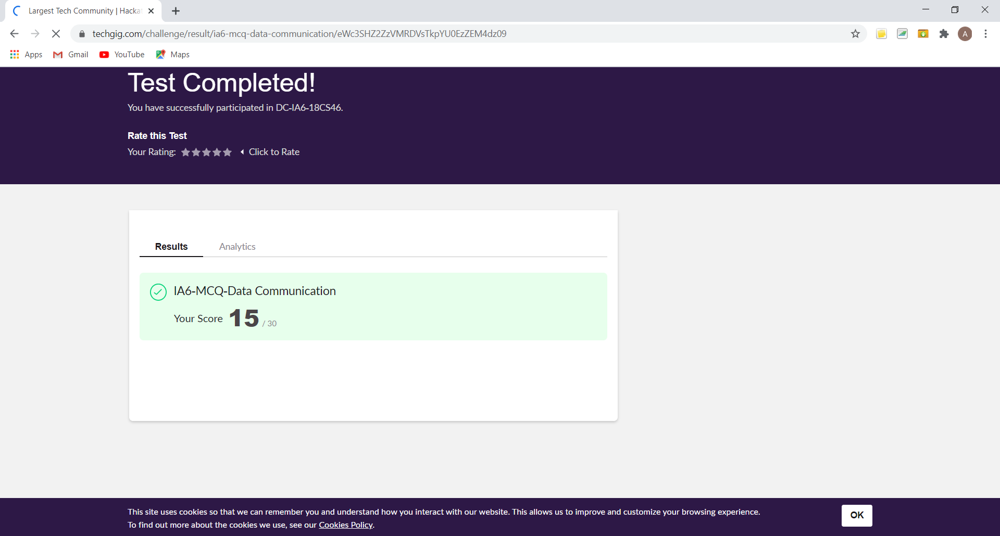 Largest Tech Community | Hacka
techgig.com/challenge/result/ia6-mcq-data-communication/eWc3SHZ2ZzVMRDVsTkpYU0EzZEM4dz09
A
Apps Gmail YouTube Maps
Test Completed!
You have successfully participated in DC-IA6-18CS46.
Rate this Test
Your Rating: Click to Rate
Results Analytics
IA6-MCQ-Data Communication
Your Score 15 / 30
This site uses cookies so that we can remember you and understand how you interact with our website. This allows us to improve and customize your browsing experience.
To find out more about the cookies we use, see our Cookies Policy.
OK